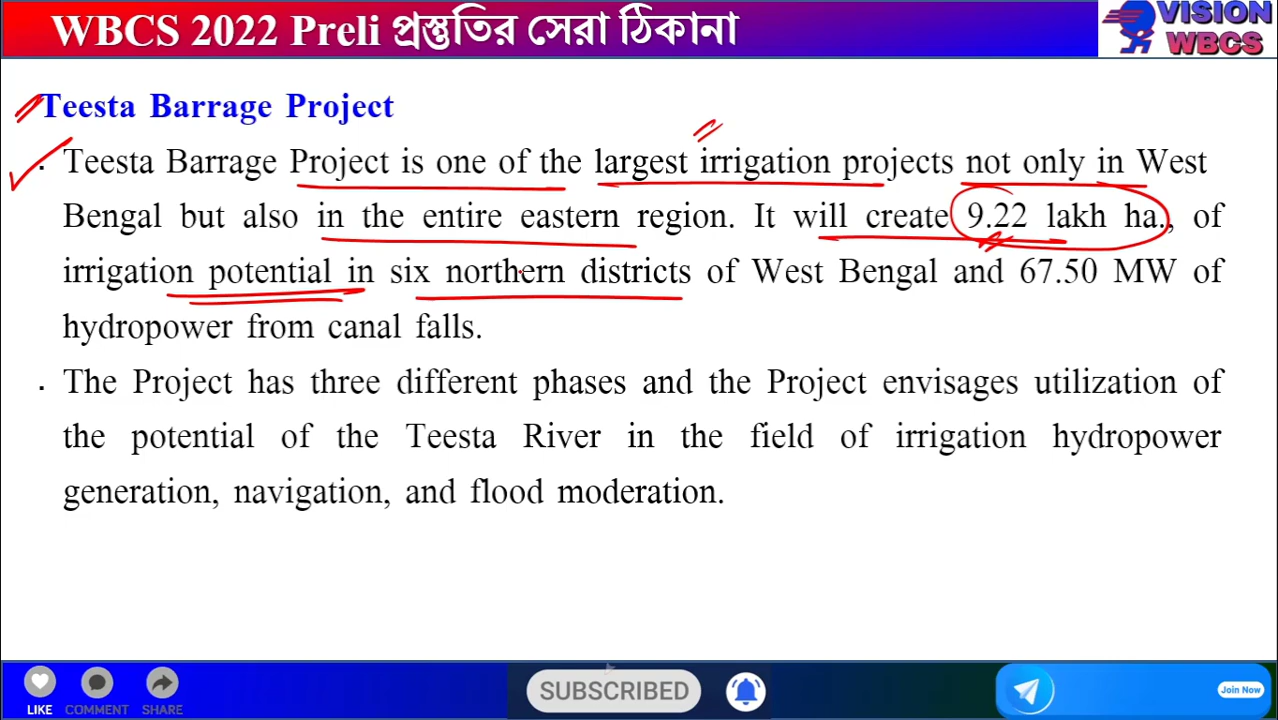 WBCS 2022 Preli প্রস্তুতির সেরা ঠিকানা
VISION
WBCS
Teesta Barrage Project
Teesta Barrage Project is one of the largest irrigation projects not only in West
Bengal but also in the entire eastern region. It will create 9.22 lakh ha., of
irrigation potential in six northern districts of West Bengal and 67.50 MW of
hydropower from canal falls.
The Project has three different phases and the Project envisages utilization of
the potential of the Teesta River in the field of irrigation hydropower
generation, navigation, and flood moderation.
LIKE COMMENT SHARE
SUBSCRIBED
Join Now